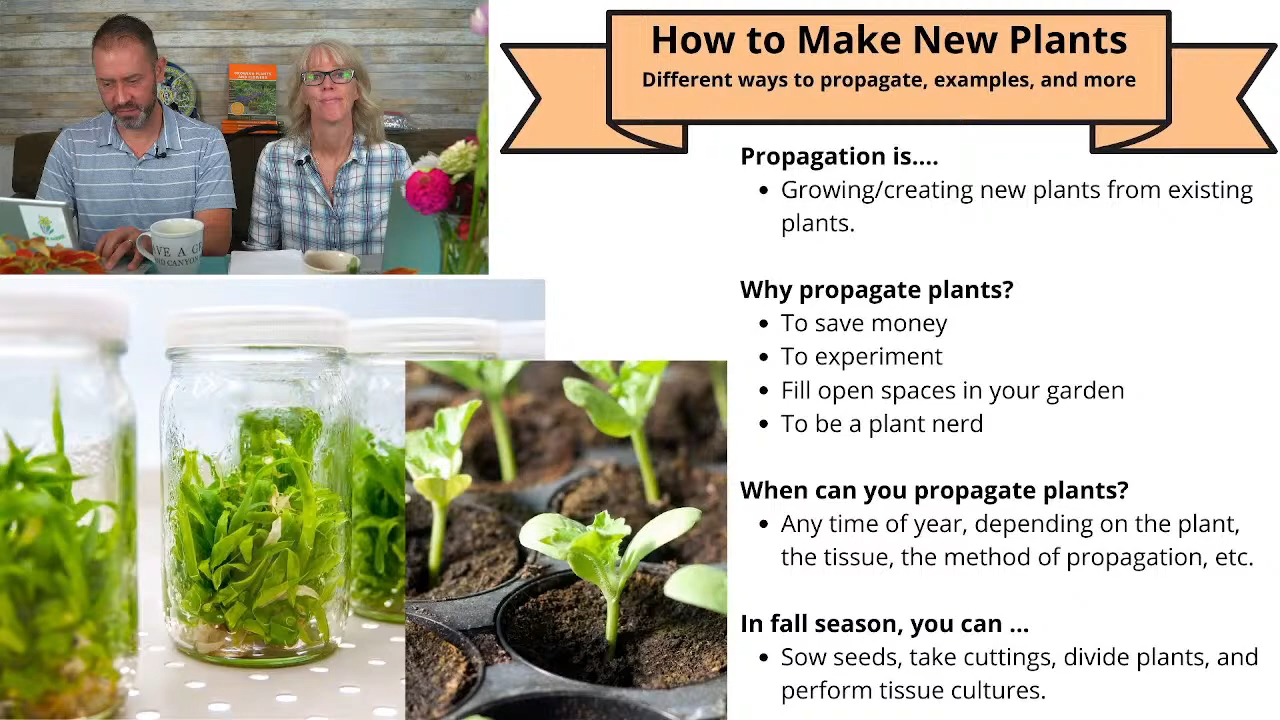 How to Make New Plants
Different ways to propagate, examples, and more
Propagation is....
• Growing/creating new plants from existing
plants.
Why propagate plants?
• To save money
• To experiment
• Fill open spaces in your garden
• To be a plant nerd
When can you propagate plants?
• Any time of year, depending on the plant,
the tissue, the method of propagation, etc.
In fall season, you can ...
• Sow seeds, take cuttings, divide plants, and
perform tissue cultures.